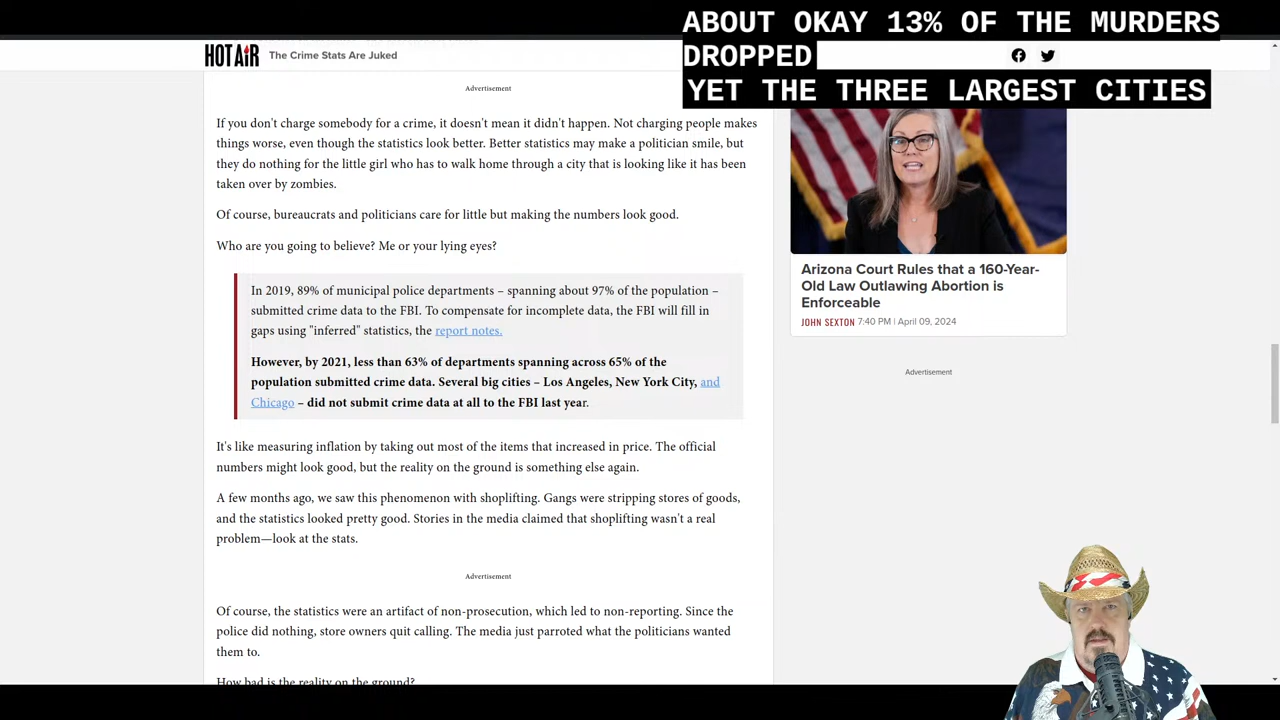 ABOUT OKAY 13% OF THE MURDERS
DROPPED
YET THE THREE LARGEST CITIES
HOT AIR
The Crime Stats Are Juked
Advertisement
If you don't charge somebody for a crime, it doesn't mean it didn't happen. Not charging people makes
things worse, even though the statistics look better. Better statistics may make a politician smile, but
they do nothing for the little girl who has to walk home through a city that is looking like it has been
taken over by zombies.
Of course, bureaucrats and politicians care for little but making the numbers look good.
Who are you going to believe? Me or your lying eyes?
In 2019, 89% of municipal police departments – spanning about 97% of the population –
submitted crime data to the FBI. To compensate for incomplete data, the FBI will fill in
gaps using "inferred" statistics, the report notes.
However, by 2021, less than 63% of departments spanning across 65% of the
population submitted crime data. Several big cities – Los Angeles, New York City, and
Chicago – did not submit crime data at all to the FBI last year.
It's like measuring inflation by taking out most of the items that increased in price. The official
numbers might look good, but the reality on the ground is something else again.
A few months ago, we saw this phenomenon with shoplifting. Gangs were stripping stores of goods,
and the statistics looked pretty good. Stories in the media claimed that shoplifting wasn't a real
problem—look at the stats.
Advertisement
Of course, the statistics were an artifact of non-prosecution, which led to non-reporting. Since the
police did nothing, store owners quit calling. The media just parroted what the politicians wanted
them to.
How bad is the reality on the ground?
Arizona Court Rules that a 160-Year-
Old Law Outlawing Abortion is
Enforceable
JOHN SEXTON 7:40 PM | April 09, 2024
Advertisement